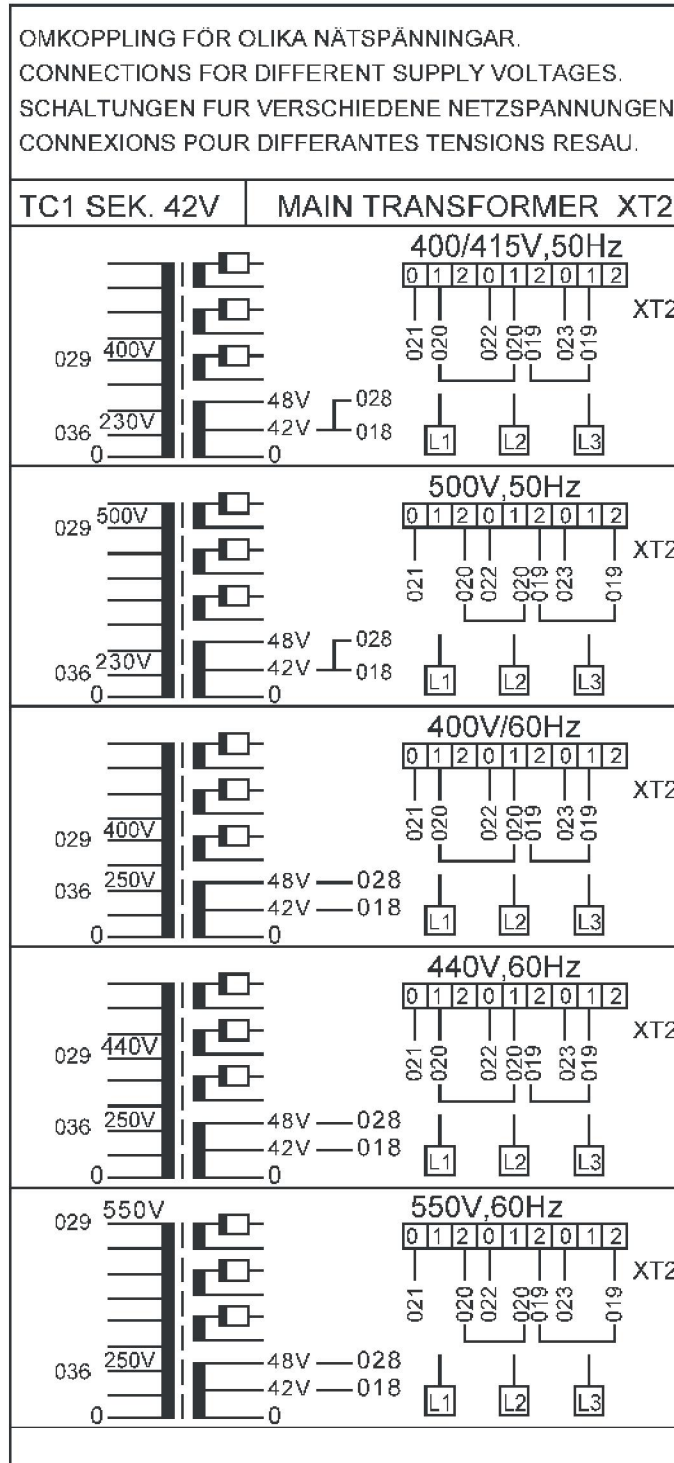 OMKOPPLING FÖR OLIKA NÄTSPÄNNINGAR.
CONNECTIONS FOR DIFFERENT SUPPLY VOLTAGES.
SCHALTUNGEN FUR VERSCHIEDENE NETZSPANNUNGEN
CONNEXIONS POUR DIFFERANTES TENSIONS RESAU.
TC1 SEK. 42V MAIN TRANSFORMER XT2
400/415V,50Hz
0 1 2 0 1 2 0 1 2
XT2
021 020 022 020 019 023 019
029 400V
48V 028
036 230V 42V 018
0 0
L1 L2 L3
500V,50Hz
0 1 2 0 1 2 0 1 2
029 500V
XT2
021 020 022 020 019 023 019
48V 028
036 230V 42V 018
0 0
L1 L2 L3
400V/60Hz
0 1 2 0 1 2 0 1 2
XT2
021 020 022 020 019 023 019
029 400V
036 250V 48V 028
42V 018
0 0
L1 L2 L3
440V,60Hz
0 1 2 0 1 2 0 1 2
XT2
029 440V
021 020 022 020 019 023 019
036 250V 48V 028
42V 018
0 0
L1 L2 L3
029 550V
550V,60Hz
0 1 2 0 1 2 0 1 2
XT2
021 020 022 020 019 023 019
036 250V 48V 028
42V 018
0 0
L1 L2 L3